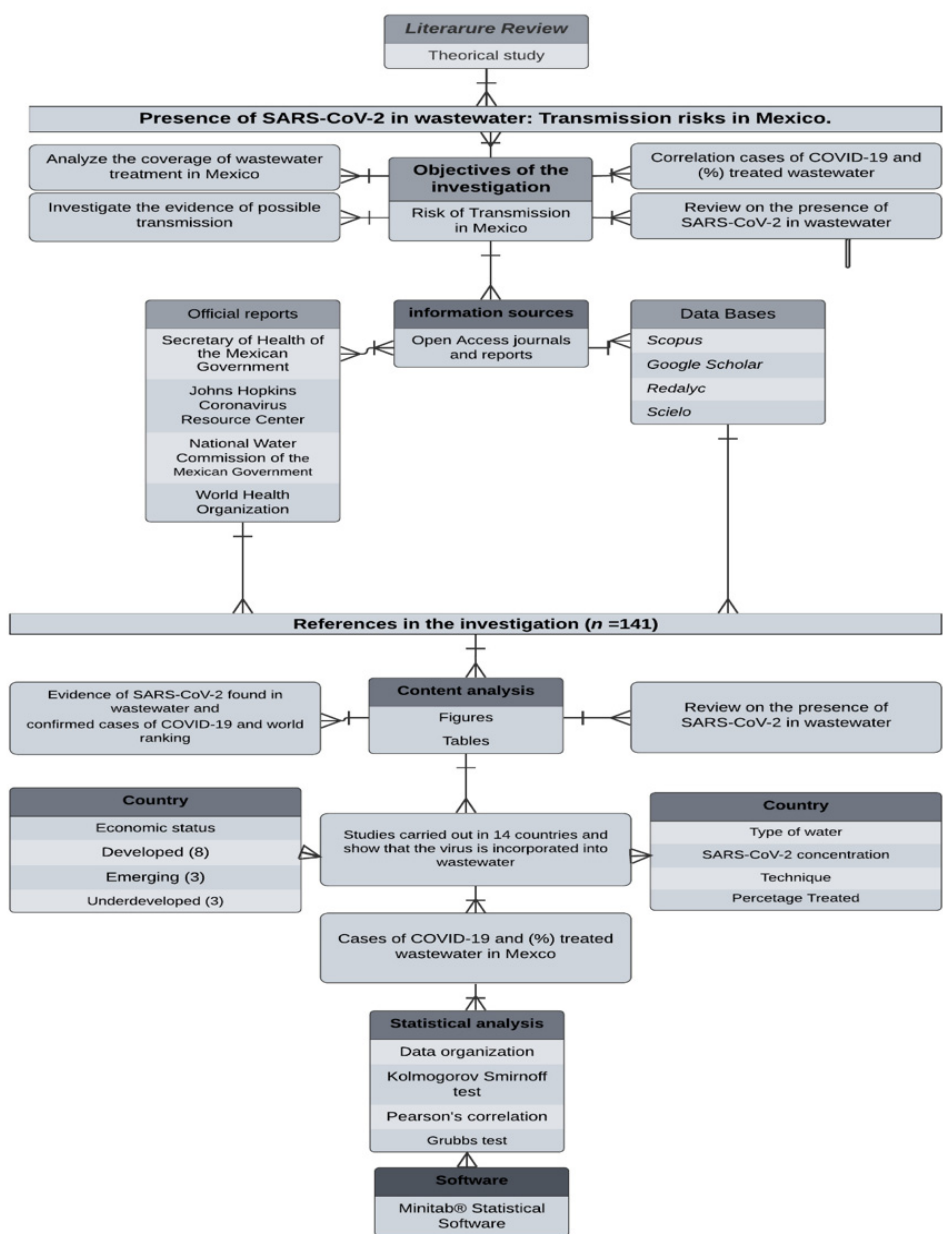 Literarure Review
Theorical study
Presence of SARS-CoV-2 in wastewater: Transmission risks in Mexico.
Analyze the coverage of wastewater
treatment in Mexico
Investigate the evidence of possible
transmission
Objectives of the
investigation
Risk of Transmission
in Mexico
Correlation cases of COVID-19 and
(%) treated wastewater
Review on the presence of
SARS-CoV-2 in wastewater
Official reports
Secretary of Health of
the Mexican
Government
Johns Hopkins
Coronavirus
Resource Center
National Water
Commission of the
Mexican Government
World Health
Organization
information sources
Open Access journals
and reports
Data Bases
Scopus
Google Scholar
Redalyc
Scielo
References in the investigation (n =141)
Evidence of SARS-CoV-2 found in
wastewater and
confirmed cases of COVID-19 and world
ranking
Content analysis
Figures
Tables
Review on the presence of
SARS-CoV-2 in wastewater
Country
Economic status
Developed (8)
Emerging (3)
Underdeveloped (3)
Studies carried out in 14 countries and
show that the virus is incorporated into
wastewater
Country
Type of water
SARS-CoV-2 concentration
Technique
Percetage Treated
Cases of COVID-19 and (%) treated
wastewater in Mexco
Statistical analysis
Data organization
Kolmogorov Smirnoff
test
Pearson's correlation
Grubbs test
Software
Minitab® Statistical
Software